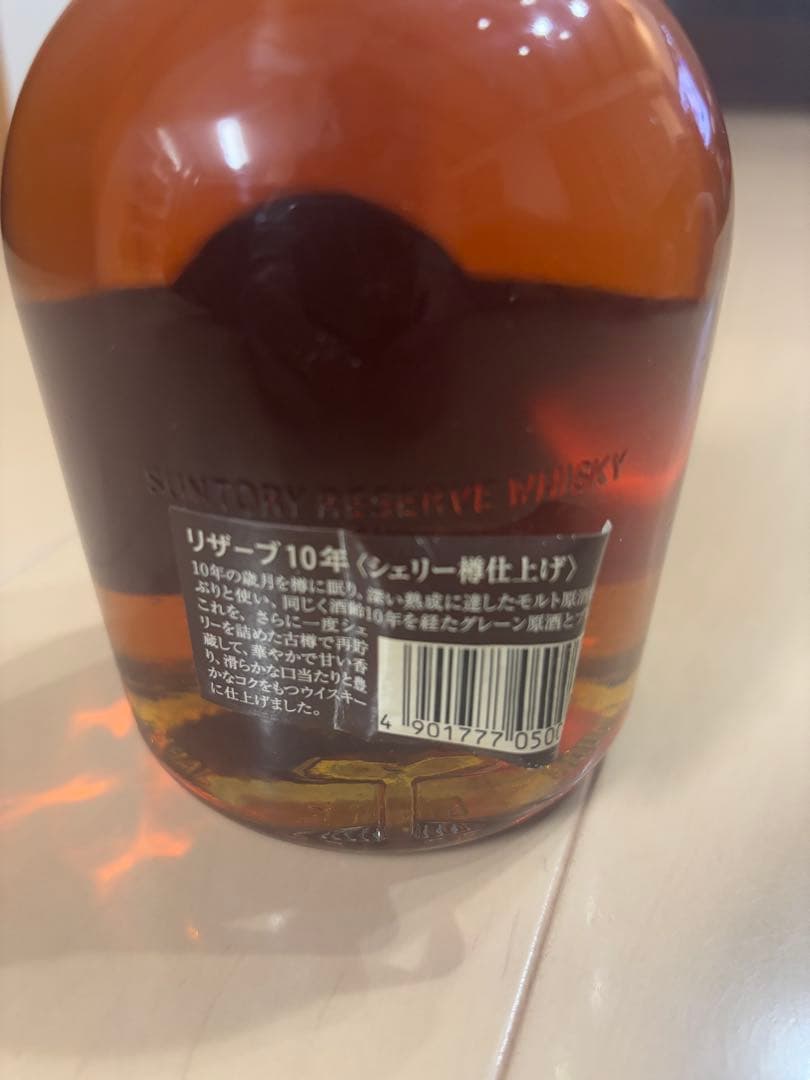 SUNTORY RESERVE WHISKY
リザーブ10年〈シェリー樽仕上げ〉
10年の歳月を樽に眠り、深い熟成に達したモルト原酒
ぷりと使い、同じく酒齢10年を経たグレーン原酒と
これを、さらに一度シェ
リーを詰めた古樽で再貯
蔵して、華やかで甘い香
り、滑らかな口当たりと豊
かなコクをもつウイスキー
に仕上げました。
4 901777 050